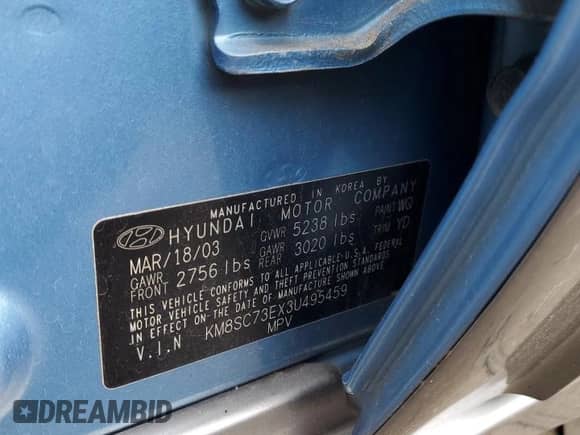 MANUFACTURED IN KOREA BY
HYUNDAI MOTOR COMPANY
MAR/18/03 GVWR 5238 lbs PAINT WQ
GAWR FRONT 2756 lbs GAWR REAR 3020 lbs TRIM YD
THIS VEHICLE CONFORMS TO ALL APPLICABLE U.S.A. FEDERAL
MOTOR VEHICLE SAFETY AND THEFT PREVENTION STANDARDS
IN EFFECT ON THE DATE OF MANUFACTURE SHOWN ABOVE
V.I.N KM8SC73EX3U495459
MPV
DREAMBID